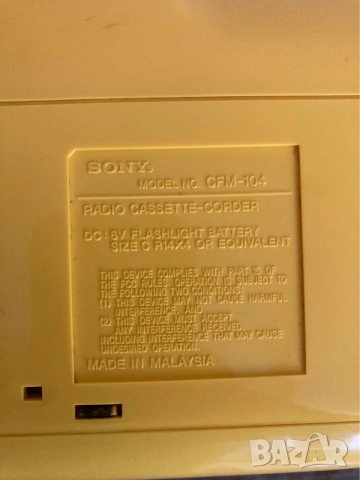 SONY®
MODEL NO. CFM-104
RADIO CASSETTE-CORDER
DC: 6V FLASHLIGHT BATTERY
SIZE C R14X4 OR EQUIVALENT
THIS DEVICE COMPLIES WITH PART 15 OF
THE FCC RULES. OPERATION IS SUBJECT TO
THE FOLLOWING TWO CONDITIONS:
(1) THIS DEVICE MAY NOT CAUSE HARMFUL
INTERFERENCE, AND
(2) THIS DEVICE MUST ACCEPT
ANY INTERFERENCE RECEIVED,
INCLUDING INTERFERENCE THAT MAY CAUSE
UNDESIRED OPERATION.
MADE IN MALAYSIA
bazar